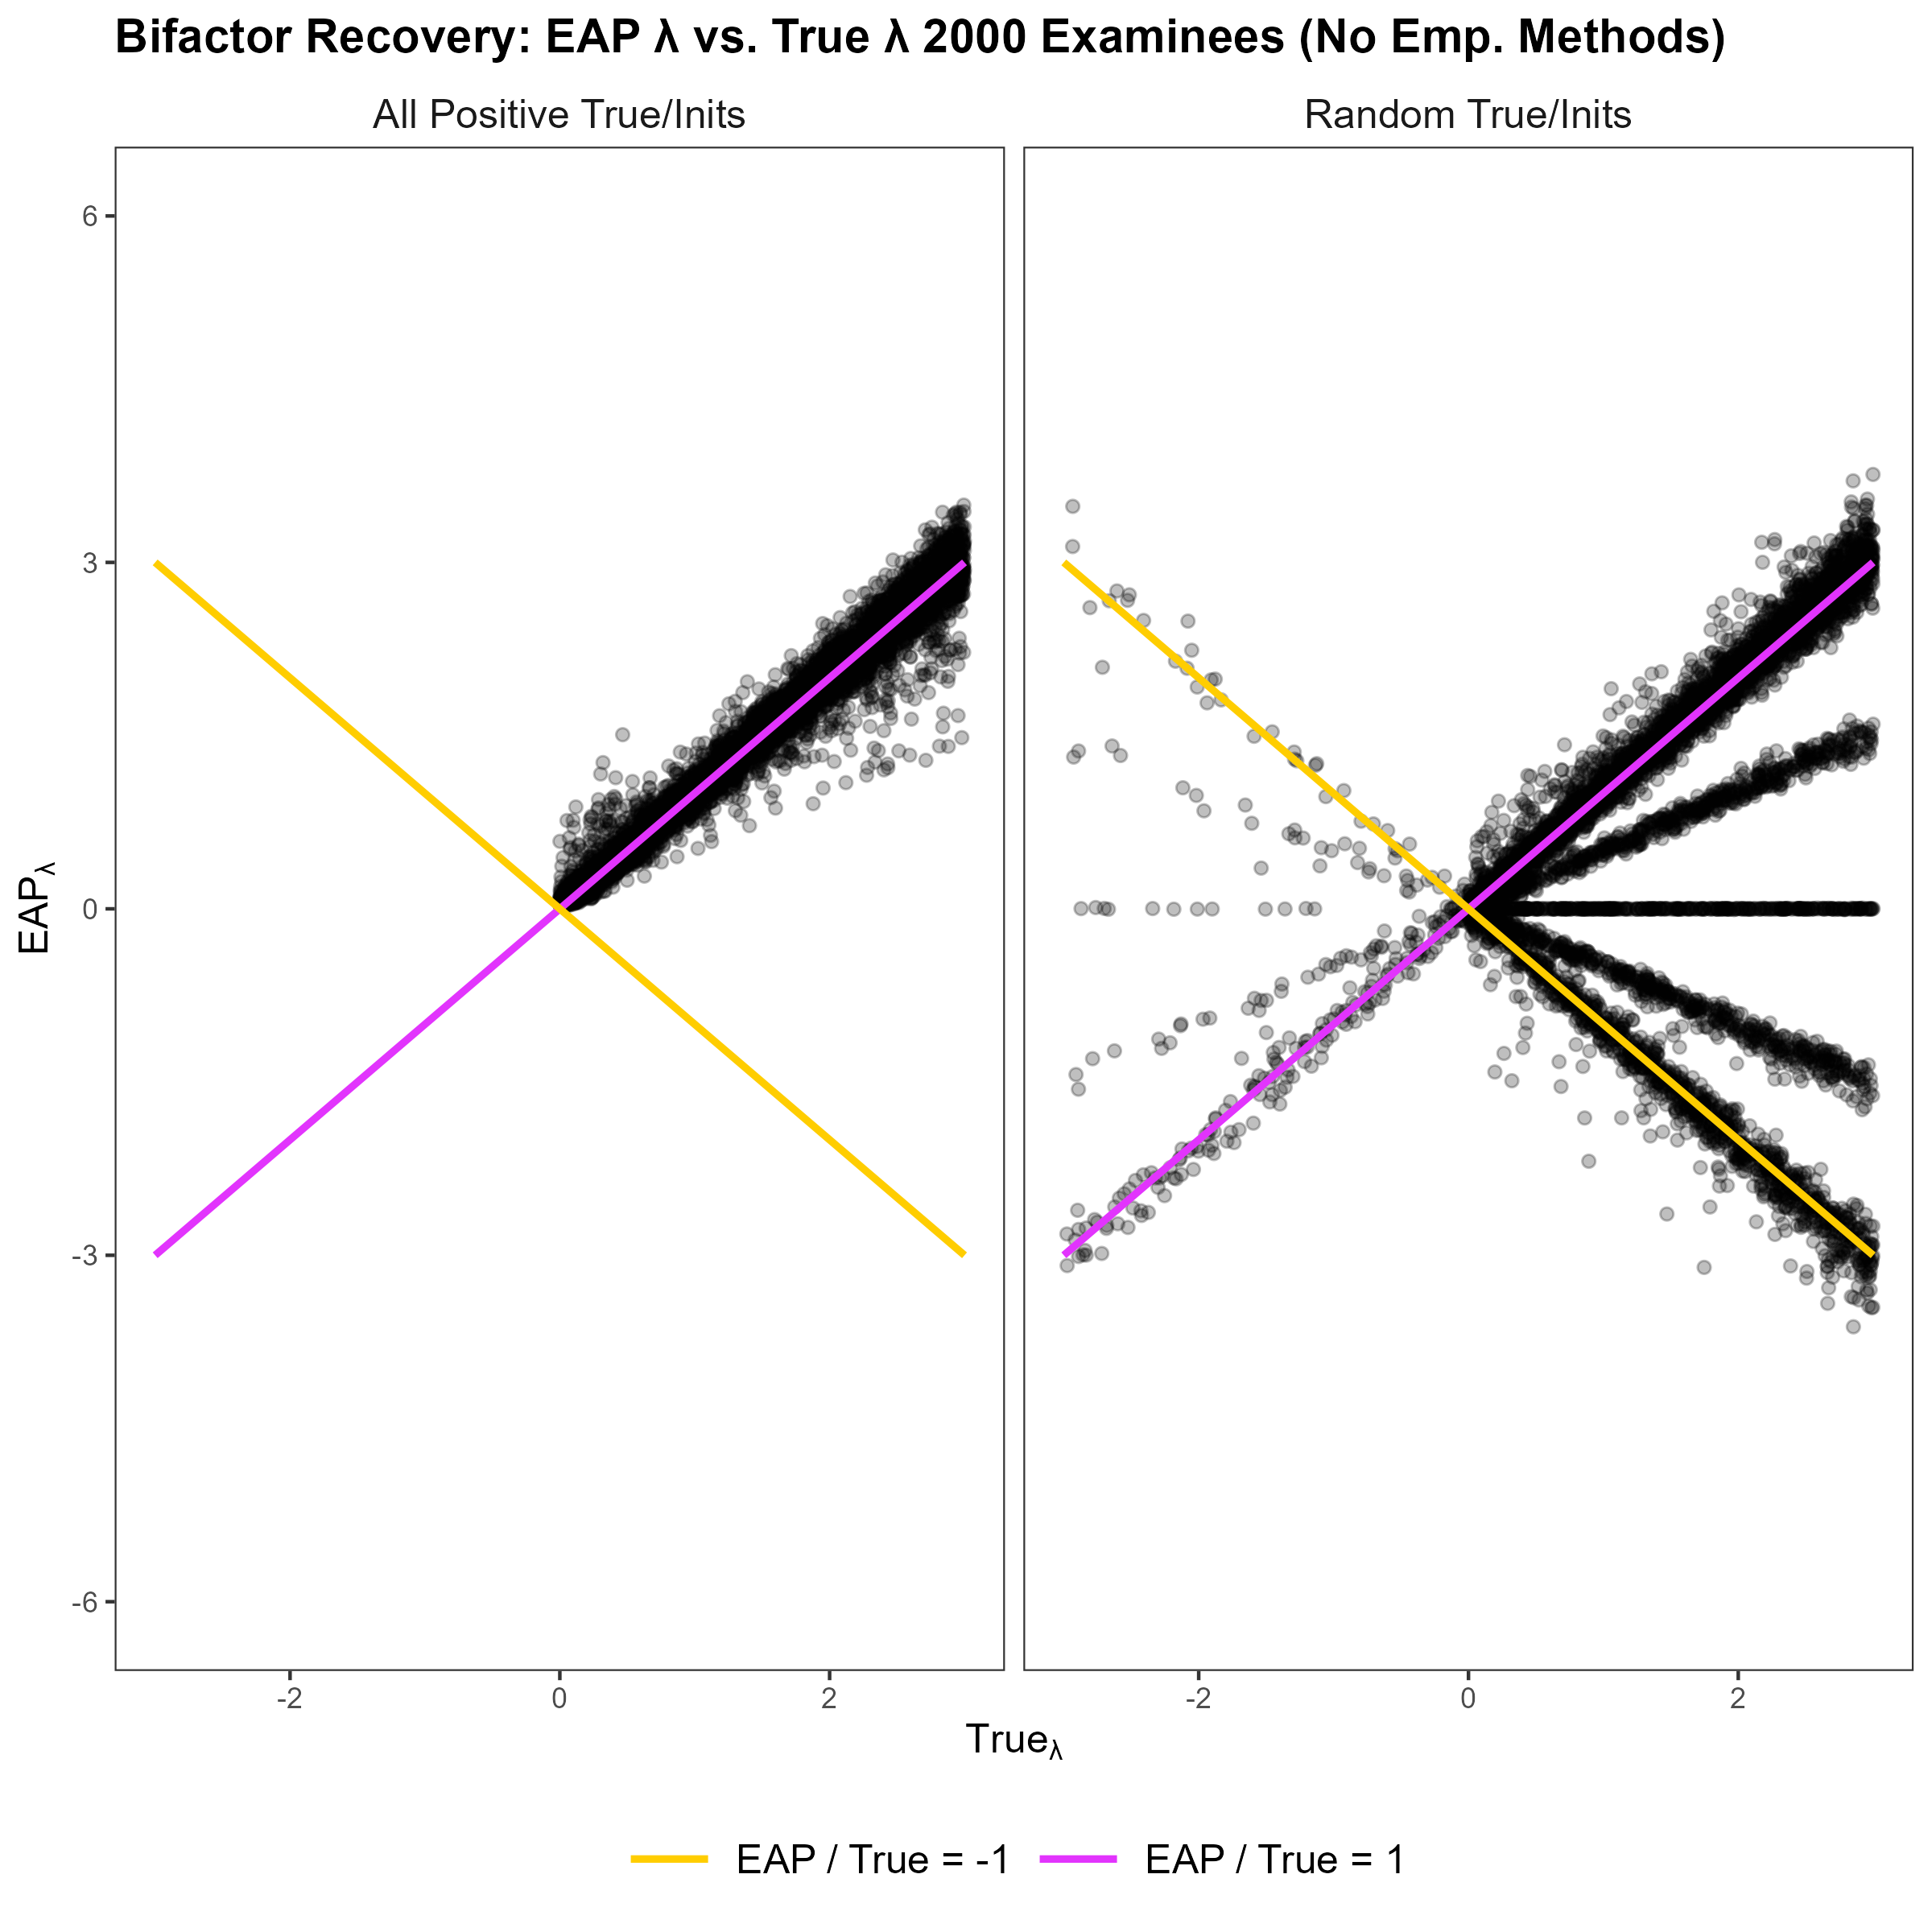 Bifactor Recovery: EAP λ vs. True λ 2000 Examinees (No Emp. Methods)
All Positive True/Inits
Random True/Inits
6
3
0
-3
-6
EAPλ
-2
0
2
-2
0
2
Trueλ
EAP / True = -1
EAP / True = 1